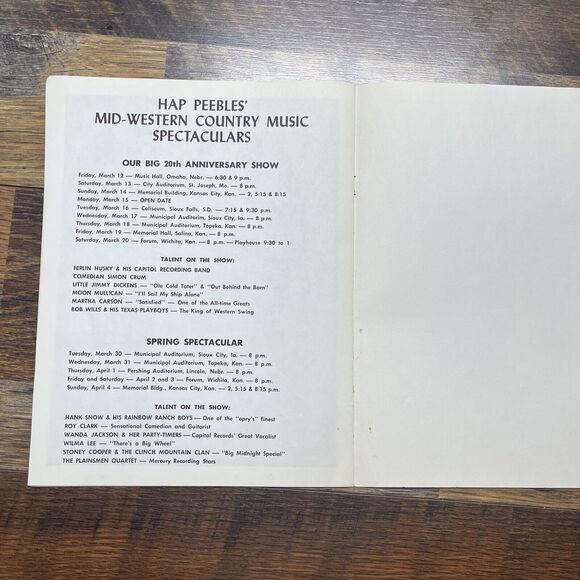 HAP PEEBLES'
MID-WESTERN COUNTRY MUSIC
SPECTACULARS
OUR BIG 20th ANNIVERSARY SHOW
Friday, March 12 — Music Hall, Omaha, Nebr. — 6:30 & 9 p.m.
Saturday, March 13 — City Auditorium, St. Joseph, Mo. — 8 p.m.
Sunday, March 14 — Memorial Building, Kansas City, Kan. — 2, 5:15 & 8:15
Monday, March 15 — OPEN DATE
Tuesday, March 16 — Coliseum, Sioux Falls, S.D. — 7:15 & 9:30 p.m.
Wednesday, March 17 — Municipal Auditorim, Sioux City, Ia. — 8 p.m.
Thursday, March 18 — Municipal Auditorium, Topeka, Kan. — 8 p.m.
Friday, March 19 — Memorial Hall, Salina, Kan. — 8 p.m.
Saturday, March 20 — Forum, Wichita, Kan. — 8 p.m. — Playhouse 9:30 to 1
TALENT ON THE SHOW:
FERLIN HUSKY & HIS CAPITOL RECORDING BAND
COMEDIAN SIMON CRUM
LITTLE JIMMY DICKENS — "Ole Cold Tater" & "Out Behind the Barn"
MOON MULLICAN — "I'll Sail My Ship Alone"
MARTHA CARSON — "Satisfied" — One of the All-time Greats
BOB WILLS & HIS TEXAS PLAYBOYS — The King of Western Swing
SPRING SPECTACULAR
Tuesday, March 30 — Municipal Auditorium, Sioux City, Ia. — 8 p.m.
Wednesday, March 31 — Municipal Auditorium, Topeka, Kan. — 8 p.m.
Thursday, April 1 — Pershing Auditorium, Lincoln, Nebr. — 8 p.m.
Friday and Saturday — April 2 and 3 — Forum, Wichita, Kan. — 8 p.m.
Sunday, April 4 — Memorial Bldg., Kansas City, Kan. — 2, 5:15 & 8:15 p.m.
TALENT ON THE SHOW:
HANK SNOW & HIS RAINBOW RANCH BOYS — One of the "opry's" finest
ROY CLARK — Sensational Comedian and Guitarist
WANDA JACKSON & HER PARTY-TIMERS — Capitol Records' Great Vocalist
WILMA LEE — "There's a Big Wheel"
STONEY COOPER & THE CLINCH MOUNTAIN CLAN — "Big Midnight Special"
THE PLAINSMEN QUARTET — Mercury Recording Stars